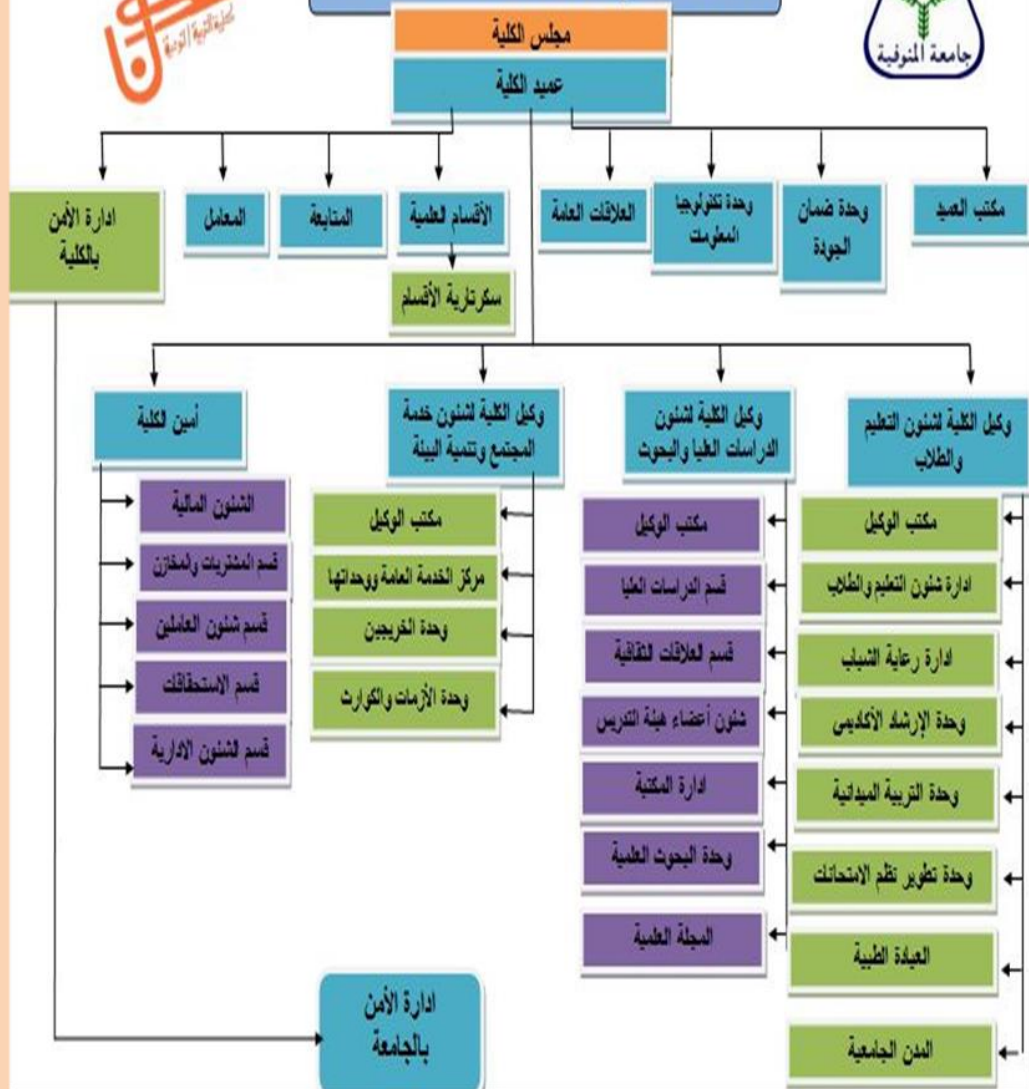 كلية التربية النوعية
جامعة المنوفية
مجلس الكلية
عميد الكلية
مكتب العميد
وحدة ضمان
الجودة
وحدة تكنولوجيا
المعلومات
العلاقات العامة
الأقسام العلمية
المتابعة
المعامل
ادارة الأمن
بالكلية
سكرتارية الأقسام
وكيل الكلية لشئون التعليم
والطلاب
وكيل الكلية لشئون
الدراسات العليا والبحوث
وكيل الكلية لشئون خدمة
المجتمع وتنمية البيئة
أمين الكلية
مكتب الوكيل
ادارة شئون التعليم والطلاب
ادارة رعاية الشباب
وحدة الإرشاد الأكاديمى
وحدة التربية الميدانية
وحدة تطوير نظم الامتحانات
العيادة الطبية
المدن الجامعية
مكتب الوكيل
قسم الدراسات العليا
قسم العلاقات الثقافية
شئون أعضاء هيئة التدريس
ادارة المكتبة
وحدة البحوث العلمية
المجلة العلمية
مكتب الوكيل
مركز الخدمة العامة ووحداتها
وحدة الخريجين
وحدة الأزمات والكوارث
الشئون المالية
قسم المشتريات والمخازن
قسم شئون العاملين
قسم الاستحقاقات
قسم الشئون الادارية
ادارة الأمن
بالجامعة